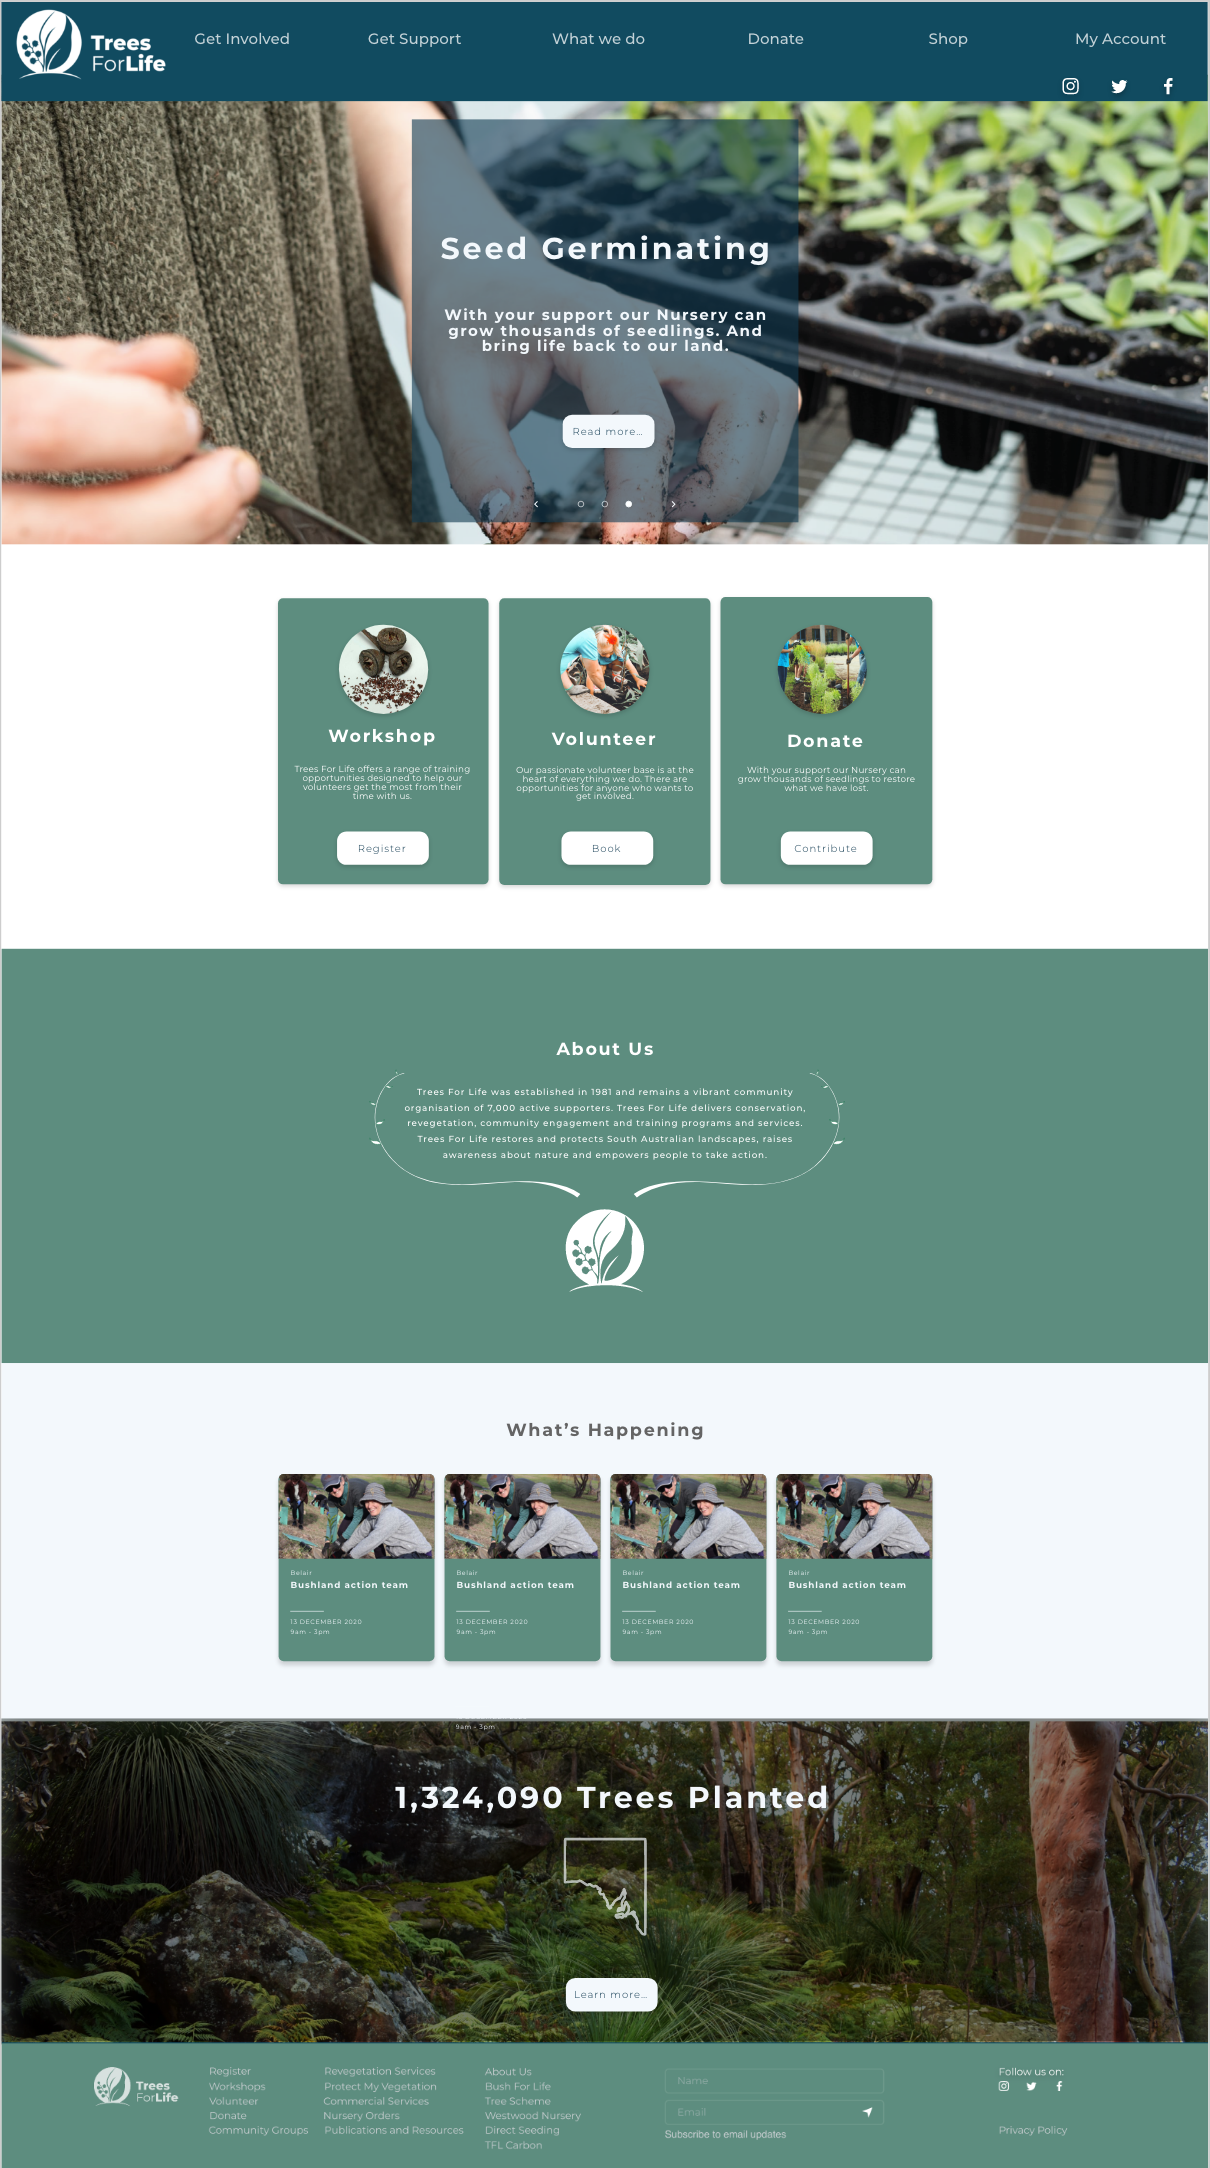 Trees
ForLife
Get Involved
Get Support
What we do
Donate
Shop
My Account
Seed Germinating
With your support our Nursery can
grow thousands of seedlings. And
bring life back to our land.
Read more...
Workshop
Trees For Life offers a range of training
opportunities designed to help our
volunteers get the most from their
time with us.
Register
Volunteer
Our passionate volunteer base is at the
heart of everything we do. There are
opportunities for anyone who wants to
get involved.
Book
Donate
With your support our Nursery can
grow thousands of seedlings to restore
what we have lost.
Contribute
About Us
Trees For Life was established in 1981 and remains a vibrant community
organisation of 7,000 active supporters. Trees For Life delivers conservation,
revegetation, community engagement and training programs and services.
Trees For Life restores and protects South Australian landscapes, raises
awareness about nature and empowers people to take action.
What's Happening
Belair
Bushland action team
13 DECEMBER 2020
9am - 3pm
Belair
Bushland action team
13 DECEMBER 2020
9am - 3pm
Belair
Bushland action team
13 DECEMBER 2020
9am - 3pm
Belair
Bushland action team
13 DECEMBER 2020
9am - 3pm
9am - 3pm
1,324,090 Trees Planted
Learn more...
Trees
ForLife
Register
Workshops
Volunteer
Donate
Community Groups
Revegetation Services
Protect My Vegetation
Commercial Services
Nursery Orders
Publications and Resources
About Us
Bush For Life
Tree Scheme
Westwood Nursery
Direct Seeding
TFL Carbon
Name
Email
Subscribe to email updates
Follow us on:
Privacy Policy